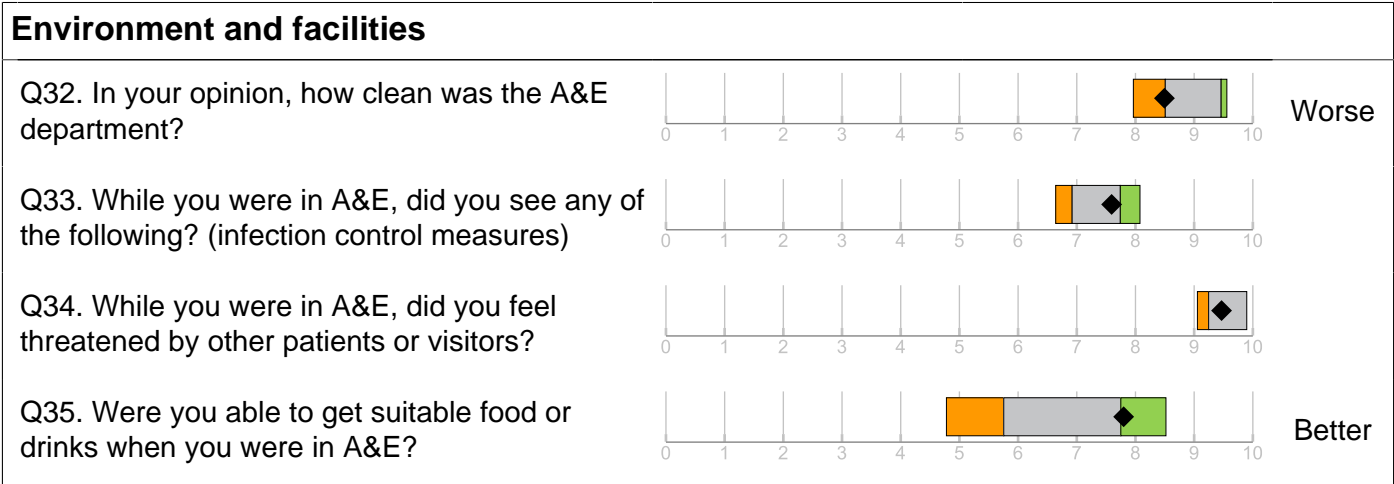 Environment and facilities
Q32. In your opinion, how clean was the A&E
department?
0 1 2 3 4 5 6 7 8 9 10
Worse
Q33. While you were in A&E, did you see any of
the following? (infection control measures)
0 1 2 3 4 5 6 7 8 9 10
Q34. While you were in A&E, did you feel
threatened by other patients or visitors?
0 1 2 3 4 5 6 7 8 9 10
Q35. Were you able to get suitable food or
drinks when you were in A&E?
0 1 2 3 4 5 6 7 8 9 10
Better